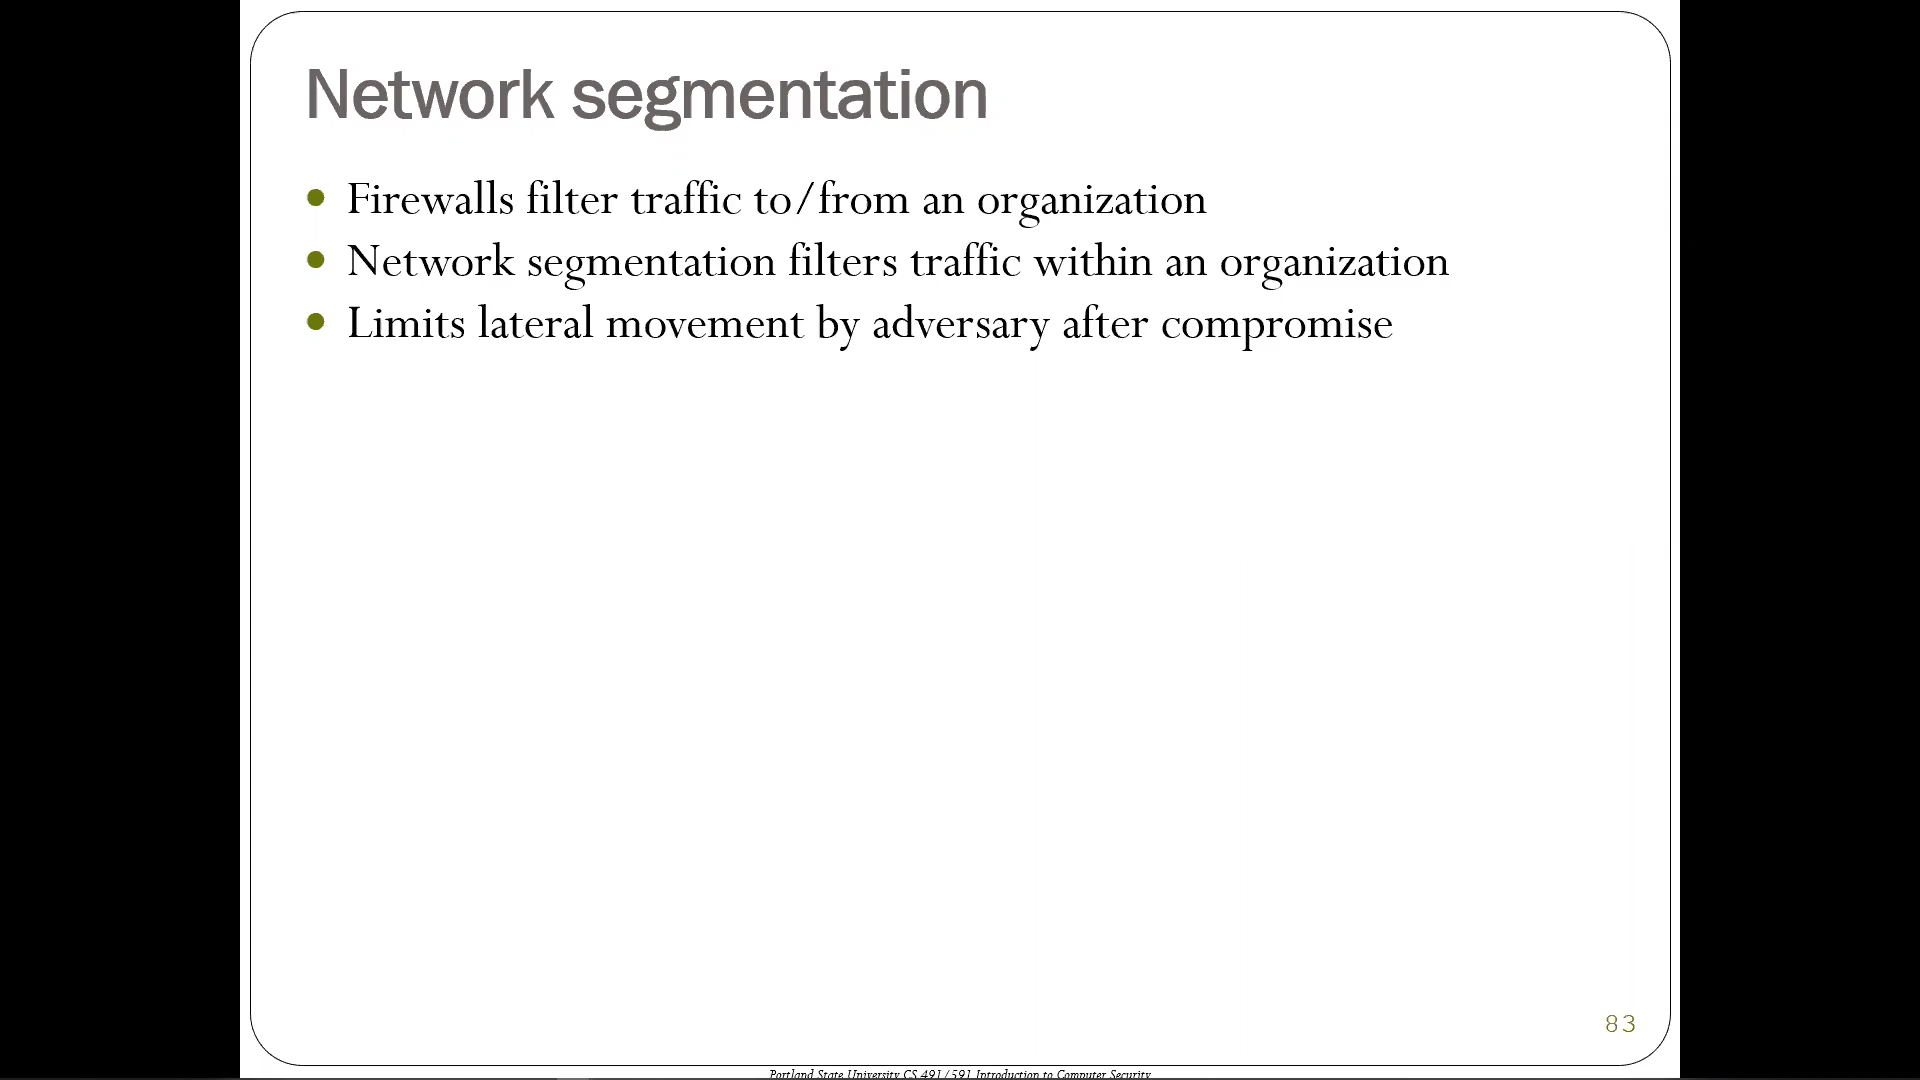 Network segmentation
Firewalls filter traffic to/from an organization
Network segmentation filters traffic within an organization
Limits lateral movement by adversary after compromise
83
Portland State University CS 491/591 Introduction to Computer Security